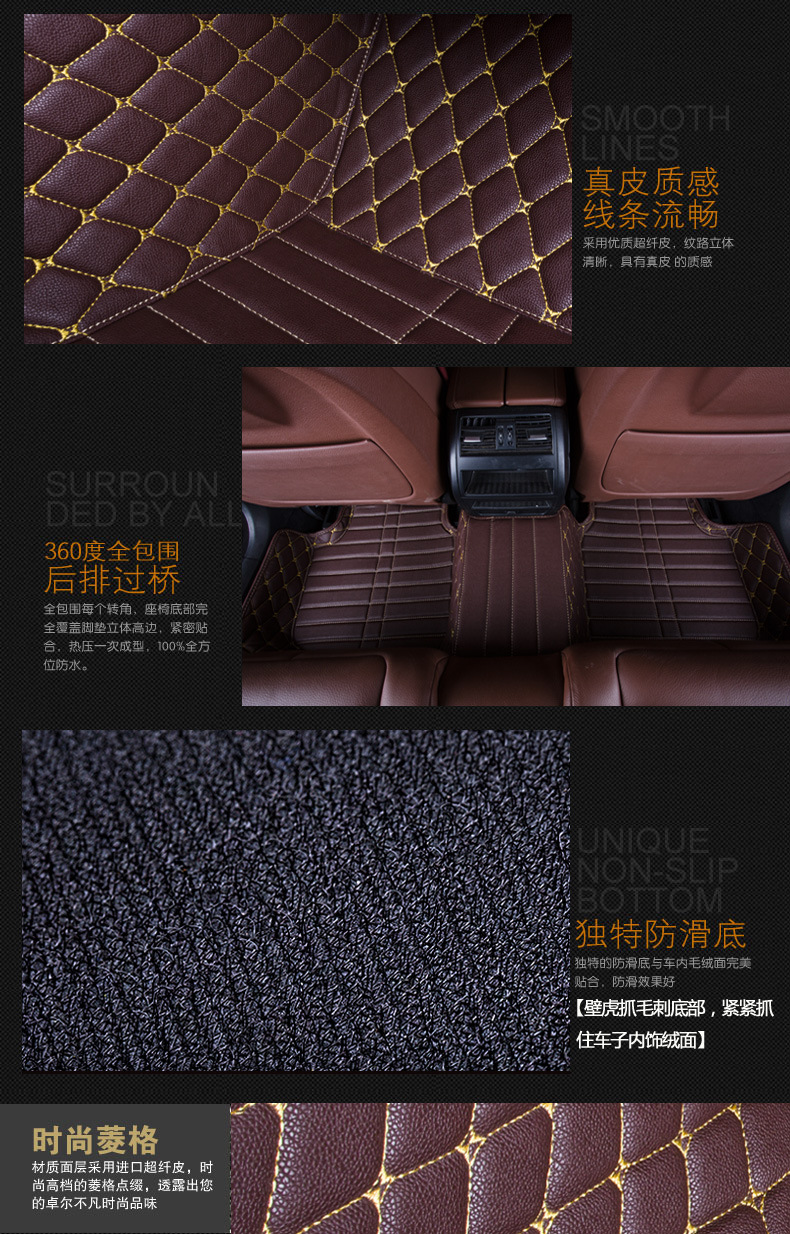 SMOOTH
LINES
真皮质感
线条流畅
采用优质超纤皮，纹路立体
清晰，具有真皮 的质感
SURROUN
DED BY ALL
360度全包围
后排过桥
全包围每个转角，座椅底部完
全覆盖脚垫立体高边，紧密贴
合，热压一次成型，100%全方
位防水。
UNIQUE
NON-SLIP
BOTTOM
独特防滑底
独特的防滑底与车内毛绒面完美
贴合，防滑效果好
【壁虎抓毛刺底部，紧紧抓
住车子内饰绒面】
时尚菱格
材质面层采用进口超纤皮，时
尚高档的菱格点缀，透露出您
的卓尔不凡时尚品味